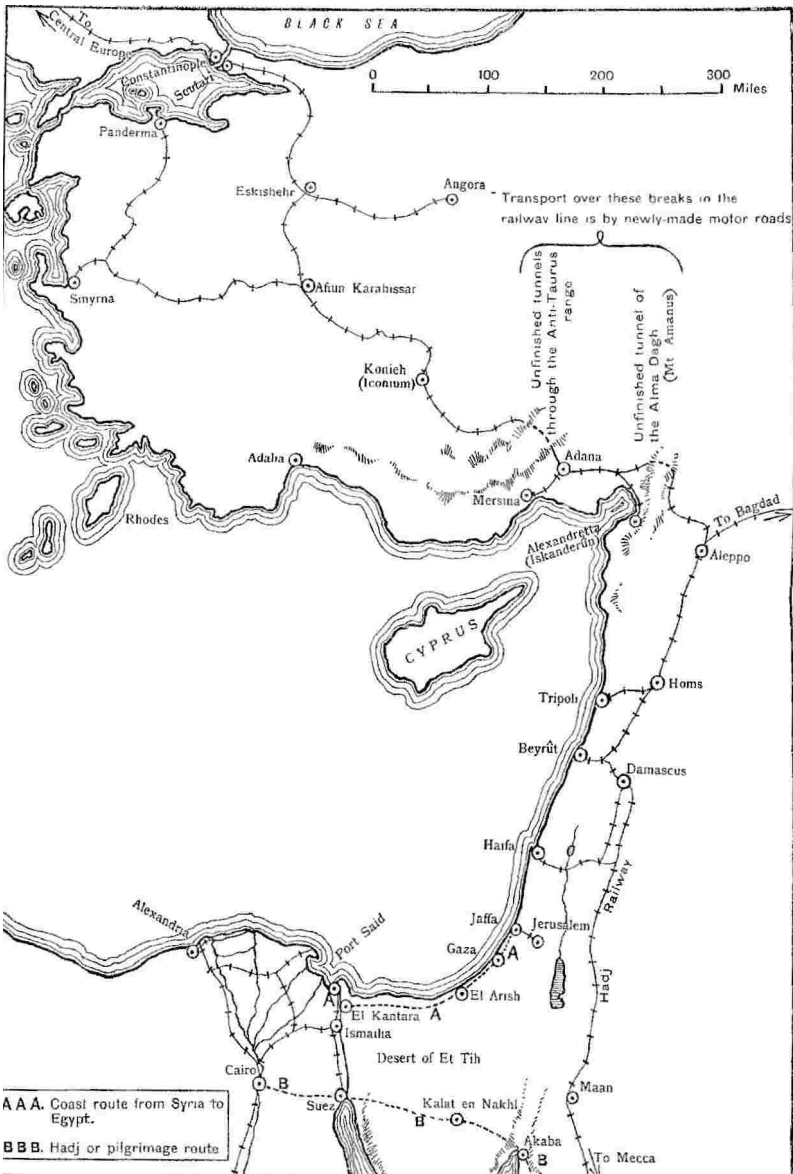 BLACK SEA
To
Central Europe
Constantinople
Scutari
0 100 200 300
Miles
Panderma
Eskishehr
Angora
Transport over these breaks in the
railway line is by newly-made motor roads
Smyrna
Afiun Karahissar
Unfinished tunnels
through the Anti-Taurus
range
Unfinished tunnel of
the Alma Dagh
(Mt Amanus)
Konieh
(Iconium)
Adalia
Adana
Mersina
Rhodes
Alexandretta
(Iskanderûn)
To Bagdad
Aleppo
CYPRUS
Homs
Tripoli
Beyrût
Damascus
Haifa
Railway
Hadj
Alexandria
Port Said
Jaffa
Jerusalem
Gaza
A
El Arish
A
El Kantara
A
Ismailia
Desert of Et Tih
Cairo
B
Suez
Kalat en Nakhl
B
Maan
Akaba
B
To Mecca
A A A. Coast route from Syria to
Egypt.
B B B. Hadj or pilgrimage route